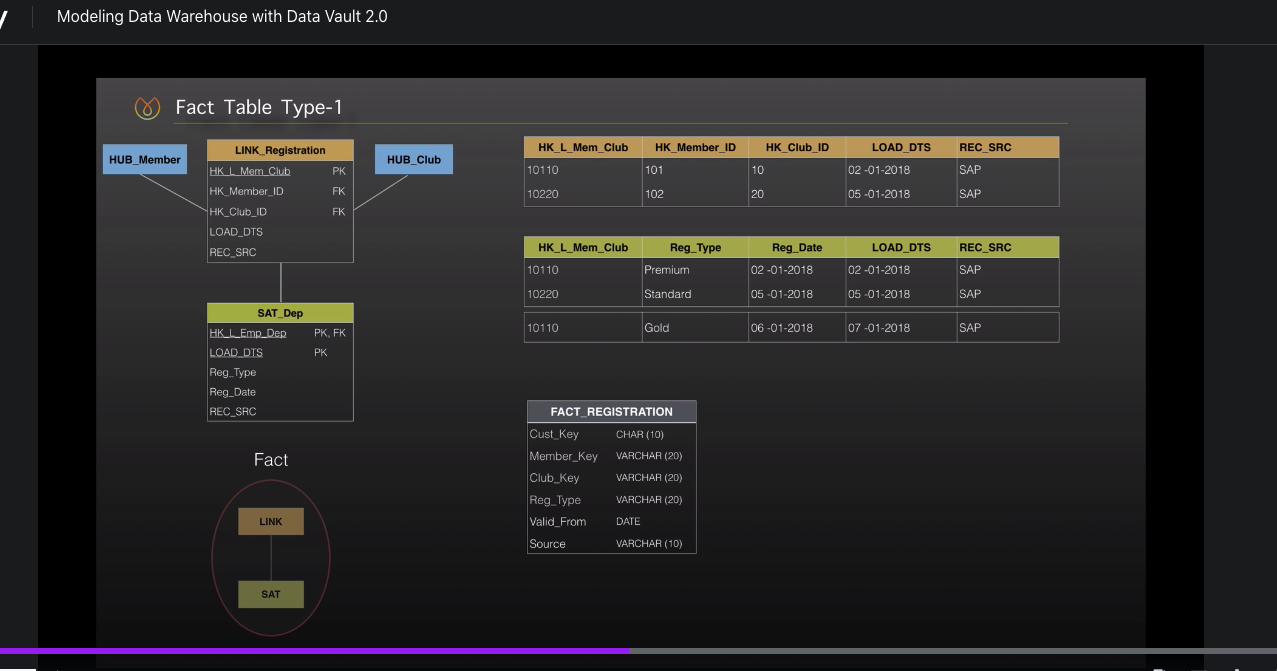 Modeling Data Warehouse with Data Vault 2.0
Fact Table Type-1
HUB_Member
LINK_Registration
HK_L_Mem_Club PK
HK_Member_ID FK
HK_Club_ID FK
LOAD_DTS
REC_SRC
HUB_Club
SAT_Dep
HK_L_Emp_Dep PK, FK
LOAD_DTS PK
Reg_Type
Reg_Date
REC_SRC
Fact
LINK
SAT
HK_L_Mem_Club HK_Member_ID HK_Club_ID LOAD_DTS REC_SRC
10110 101 10 02 -01-2018 SAP
10220 102 20 05 -01-2018 SAP
HK_L_Mem_Club Reg_Type Reg_Date LOAD_DTS REC_SRC
10110 Premium 02 -01-2018 02 -01-2018 SAP
10220 Standard 05 -01-2018 05 -01-2018 SAP
10110 Gold 06 -01-2018 07 -01-2018 SAP
FACT_REGISTRATION
Cust_Key CHAR (10)
Member_Key VARCHAR (20)
Club_Key VARCHAR (20)
Reg_Type VARCHAR (20)
Valid_From DATE
Source VARCHAR (10)